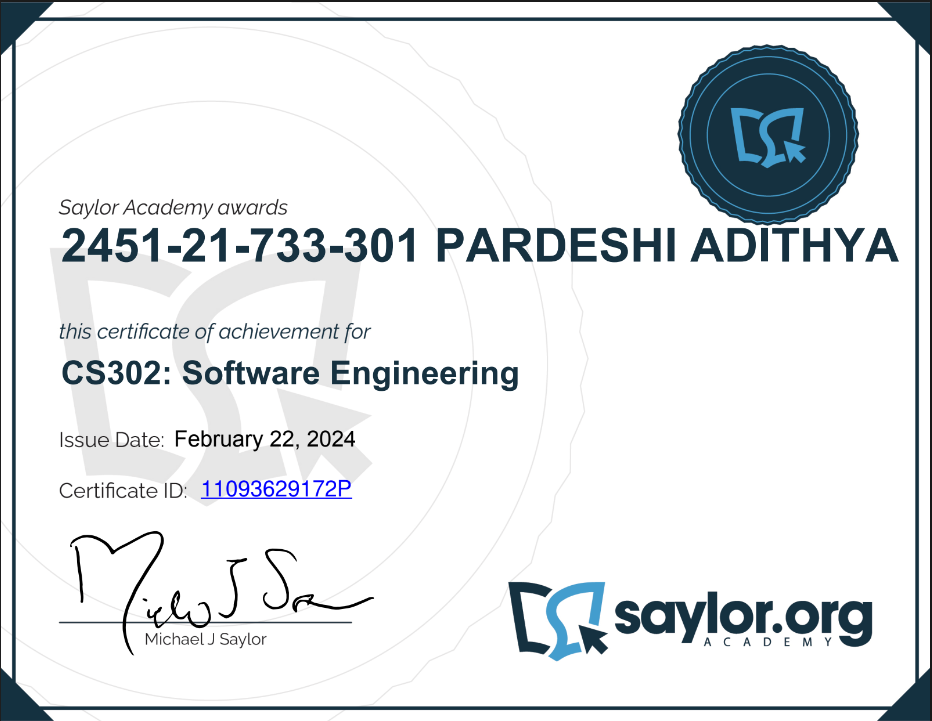 Saylor Academy awards
2451-21-733-301 PARDESHI ADITHYA
this certificate of achievement for
CS302: Software Engineering
Issue Date: February 22, 2024
Certificate ID: 11093629172P
Michael J Saylor
saylor.org
ACADEMY